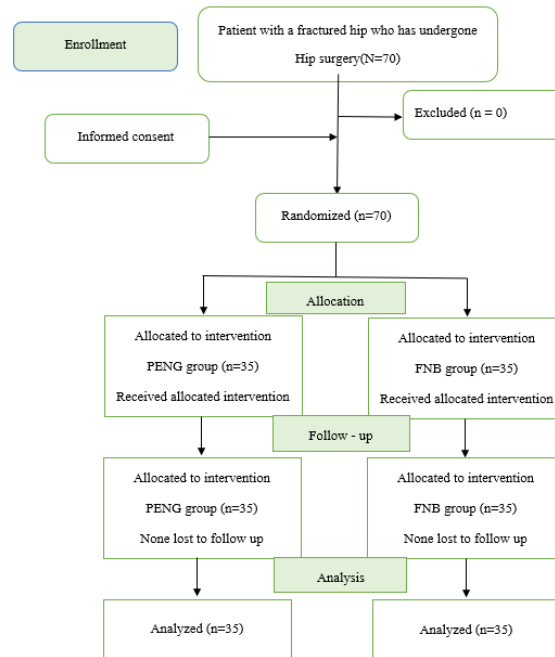 Enrollment
Patient with a fractured hip who has undergone
Hip surgery(N=70)
Excluded (n = 0)
Informed consent
Randomized (n=70)
Allocation
Allocated to intervention
PENG group (n=35)
Received allocated intervention
Allocated to intervention
FNB group (n=35)
Received allocated intervention
Follow - up
Allocated to intervention
PENG group (n=35)
None lost to follow up
Allocated to intervention
FNB group (n=35)
None lost to follow up
Analysis
Analyzed (n=35)
Analyzed (n=35)